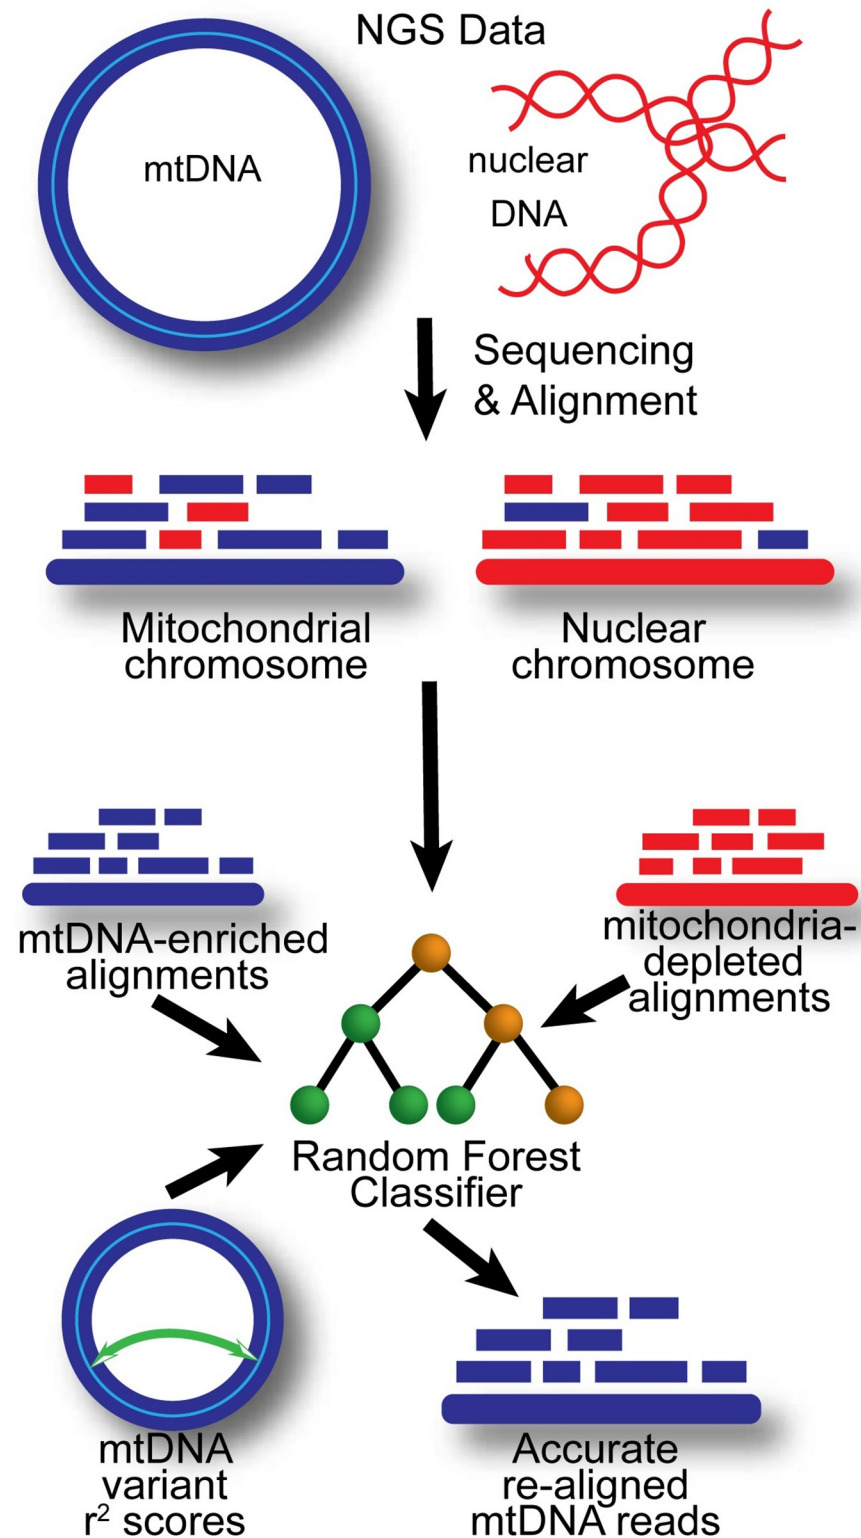 NGS Data
mtDNA
nuclear
DNA
Sequencing
& Alignment
Mitochondrial
chromosome
Nuclear
chromosome
mtDNA-enriched
alignments
mitochondria-
depleted
alignments
Random Forest
Classifier
mtDNA
variant
r² scores
Accurate
re-aligned
mtDNA reads